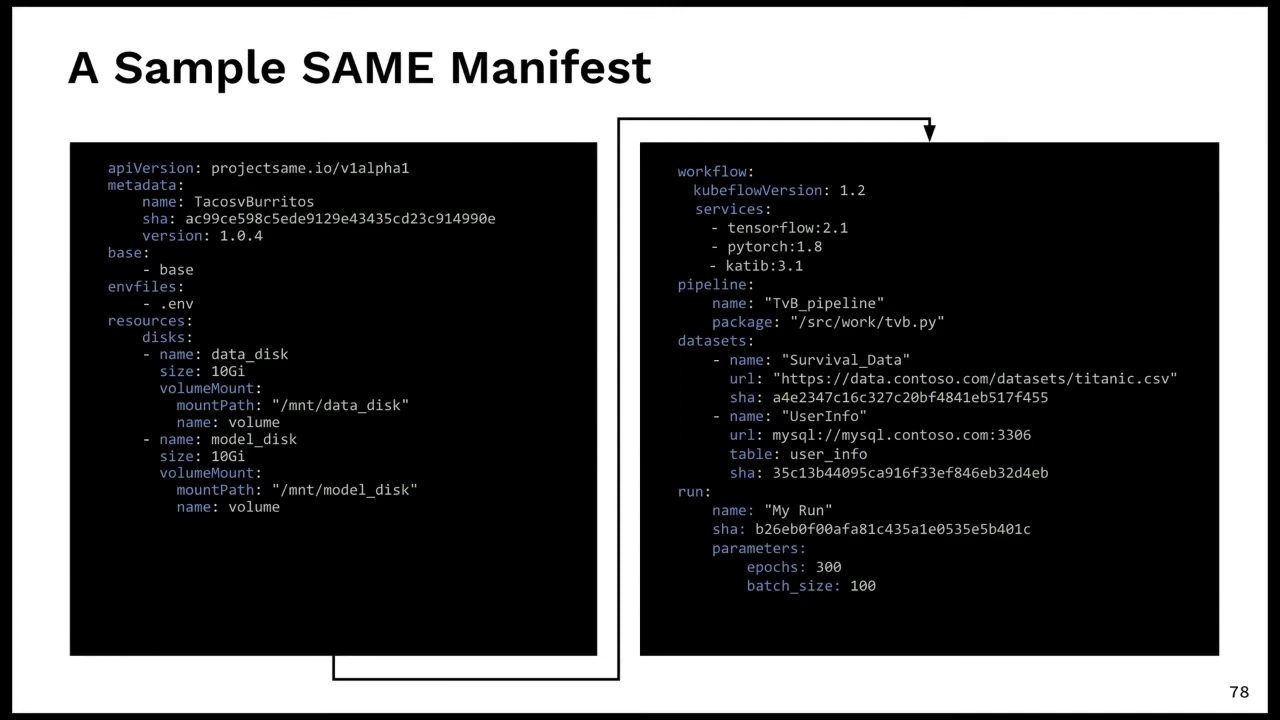 A Sample SAME Manifest
apiVersion: projectsame.io/v1alpha1
metadata:
    name: TacosvBurritos
    sha: ac99ce598c5ede9129e43435cd23c914990e
    version: 1.0.4
base:
    - base
envfiles:
    - .env
resources:
    disks:
    - name: data_disk
      size: 10Gi
      volumeMount:
        mountPath: "/mnt/data_disk"
        name: volume
    - name: model_disk
      size: 10Gi
      volumeMount:
        mountPath: "/mnt/model_disk"
        name: volume
workflow:
  kubeflowVersion: 1.2
  services:
    - tensorflow:2.1
    - pytorch:1.8
    - katib:3.1
pipeline:
    name: "TvB_pipeline"
    package: "/src/work/tvb.py"
datasets:
    - name: "Survival_Data"
      url: "https://data.contoso.com/datasets/titanic.csv"
      sha: a4e2347c16c327c20bf4841eb517f455
    - name: "UserInfo"
      url: mysql://mysql.contoso.com:3306
      table: user_info
      sha: 35c13b44095ca916f33ef846eb32d4eb
run:
    name: "My Run"
    sha: b26eb0f00afa81c435a1e0535e5b401c
    parameters:
        epochs: 300
        batch_size: 100
78